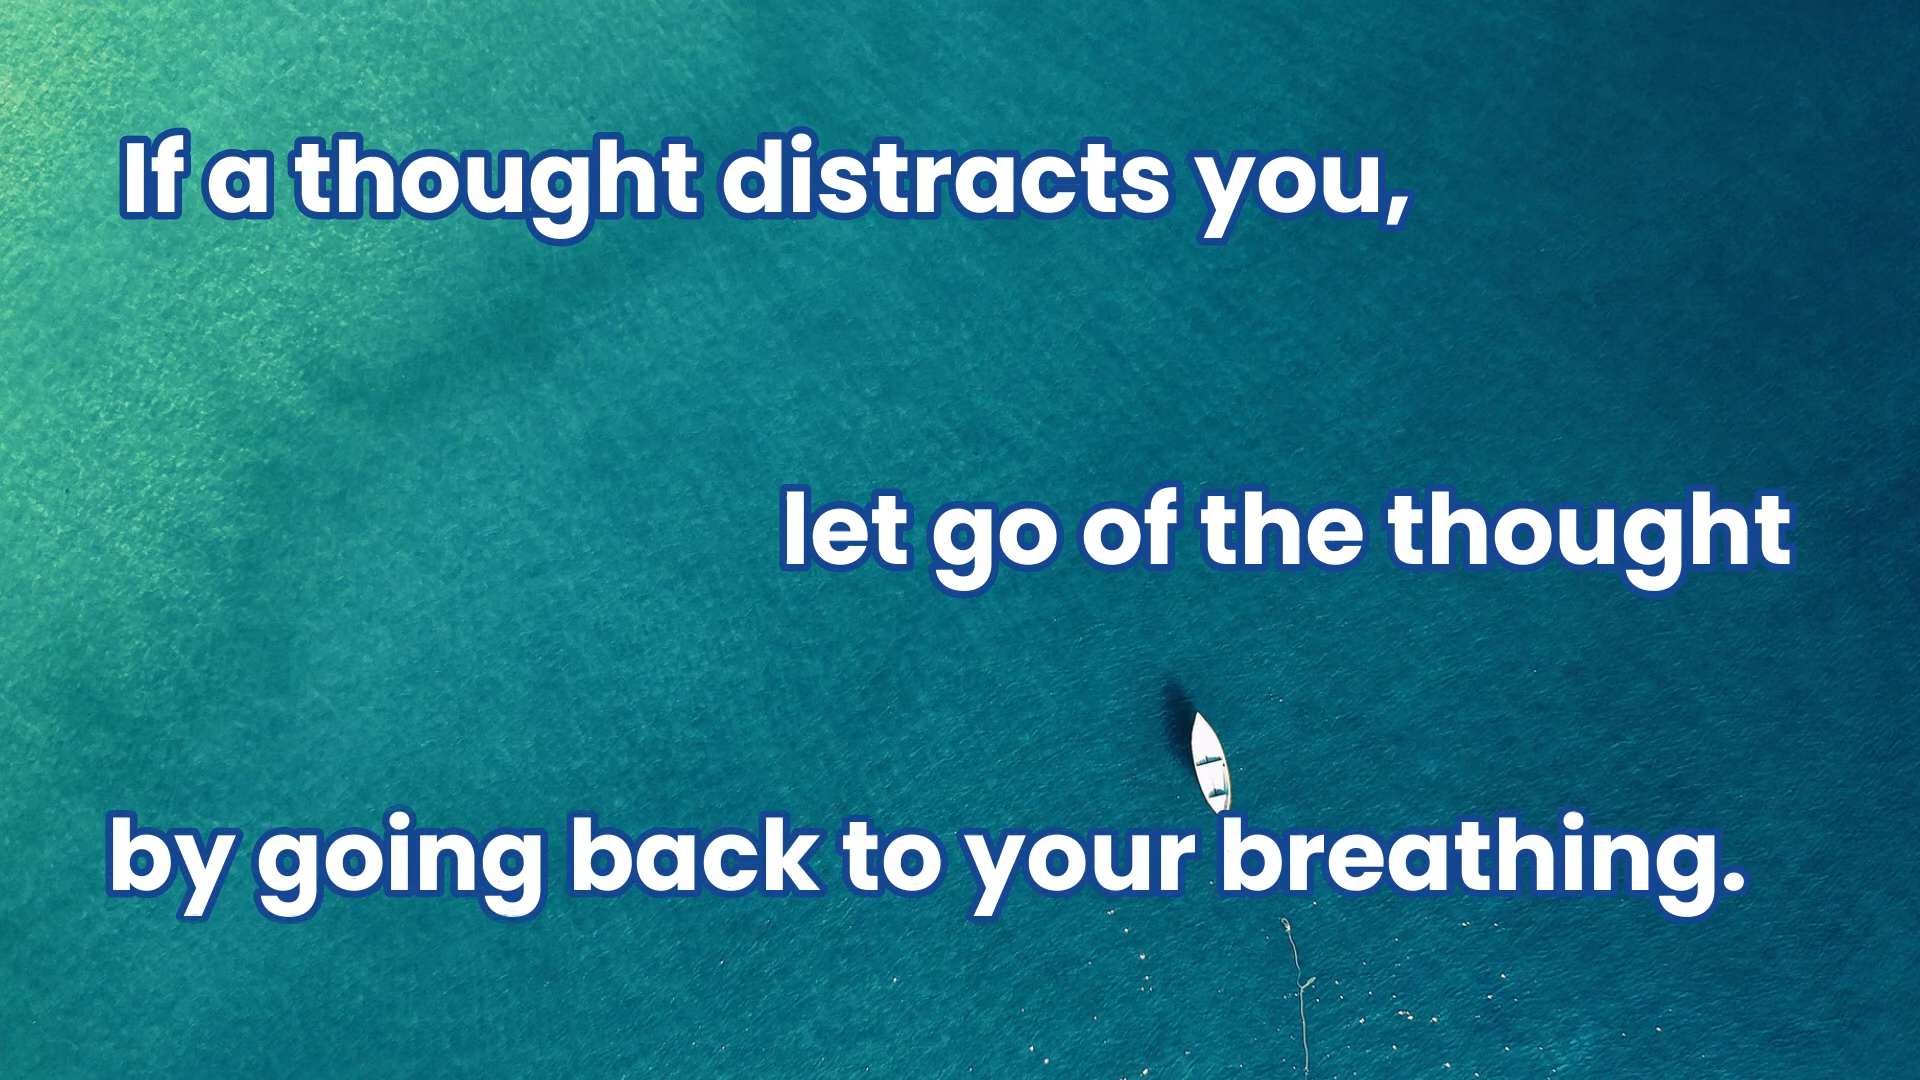 If a thought distracts you,
let go of the thought
by going back to your breathing.